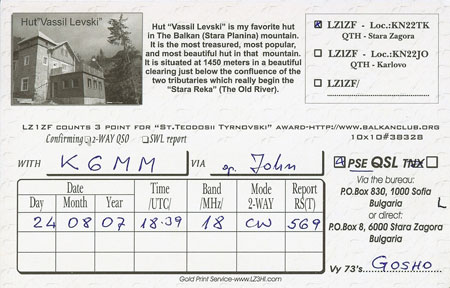 Hut"Vassil Levski"
Hut "Vassil Levski" is my favorite hut
in The Balkan (Stara Planina) mountain.
It is the most treasured, most popular,
and most beautiful hut in that mountain.
It is situated at 1450 meters in a beautiful
clearing just below the confluence of the
two tributaries which really begin the
"Stara Reka" (The Old River).
LZ1ZF - Loc.:KN22TK
QTH - Stara Zagora
LZ1ZF - Loc.:KN22JO
QTH - Karlovo
LZ1ZF/
LZ1ZF COUNTS 3 POINT FOR "ST.TEODOSII TYRNOVSKI" AWARD-HTTP://WWW.BALKANCLUB.ORG
10X10#38328
Confirming 2-WAY QSO SWL report
WITH K6MM VIA op. John
PSE QSL TNX
Date Time /UTC/ Band /MHz/ Mode 2-WAY Report RS(T)
Day Month Year
24 08 07 18.39 18 CW 569
Via the bureau:
P.O.Box 830, 1000 Sofia
Bulgaria
or direct:
P.O.Box 8, 6000 Stara Zagora
Bulgaria
Vy 73's GOSHO
Gold Print Service-www.LZ3HI.com